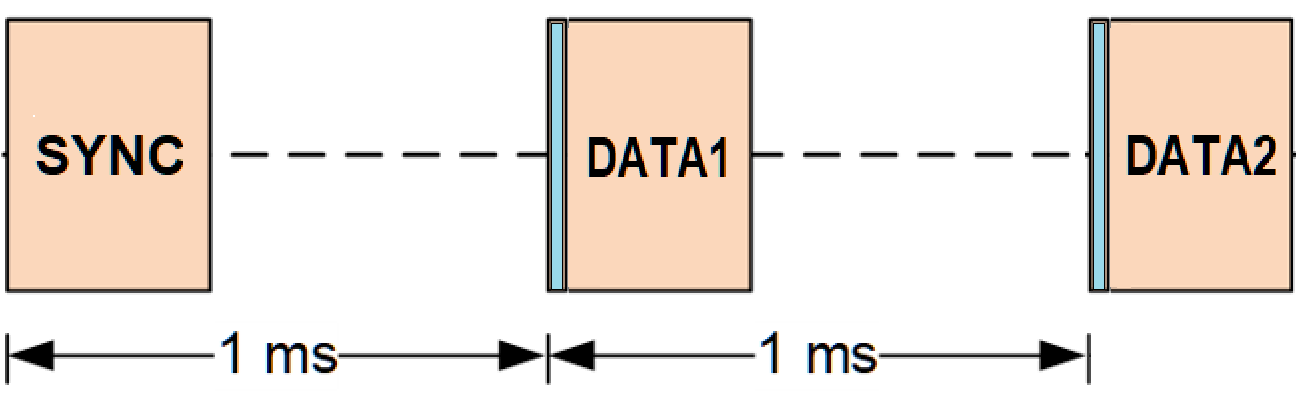 SYNC
DATA1
DATA2
1 ms
1 ms